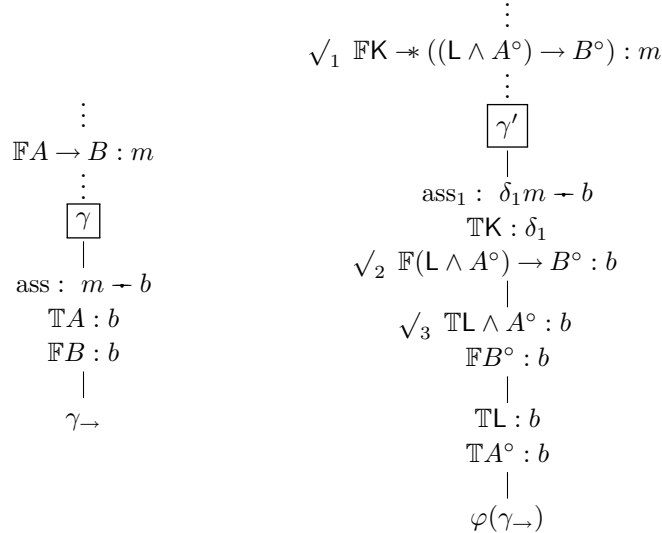 ⋮
𝔽A → B : m
⋮
γ
ass : m ⤙ b
𝕋A : b
𝔽B : b
γ→
⋮
√1 𝔽K −∗ ((L ∧ A°) → B°) : m
⋮
γ′
ass1 : δ1m ⤙ b
𝕋K : δ1
√2 𝔽(L ∧ A°) → B° : b
√3 𝕋L ∧ A° : b
𝔽B° : b
𝕋L : b
𝕋A° : b
φ(γ→)